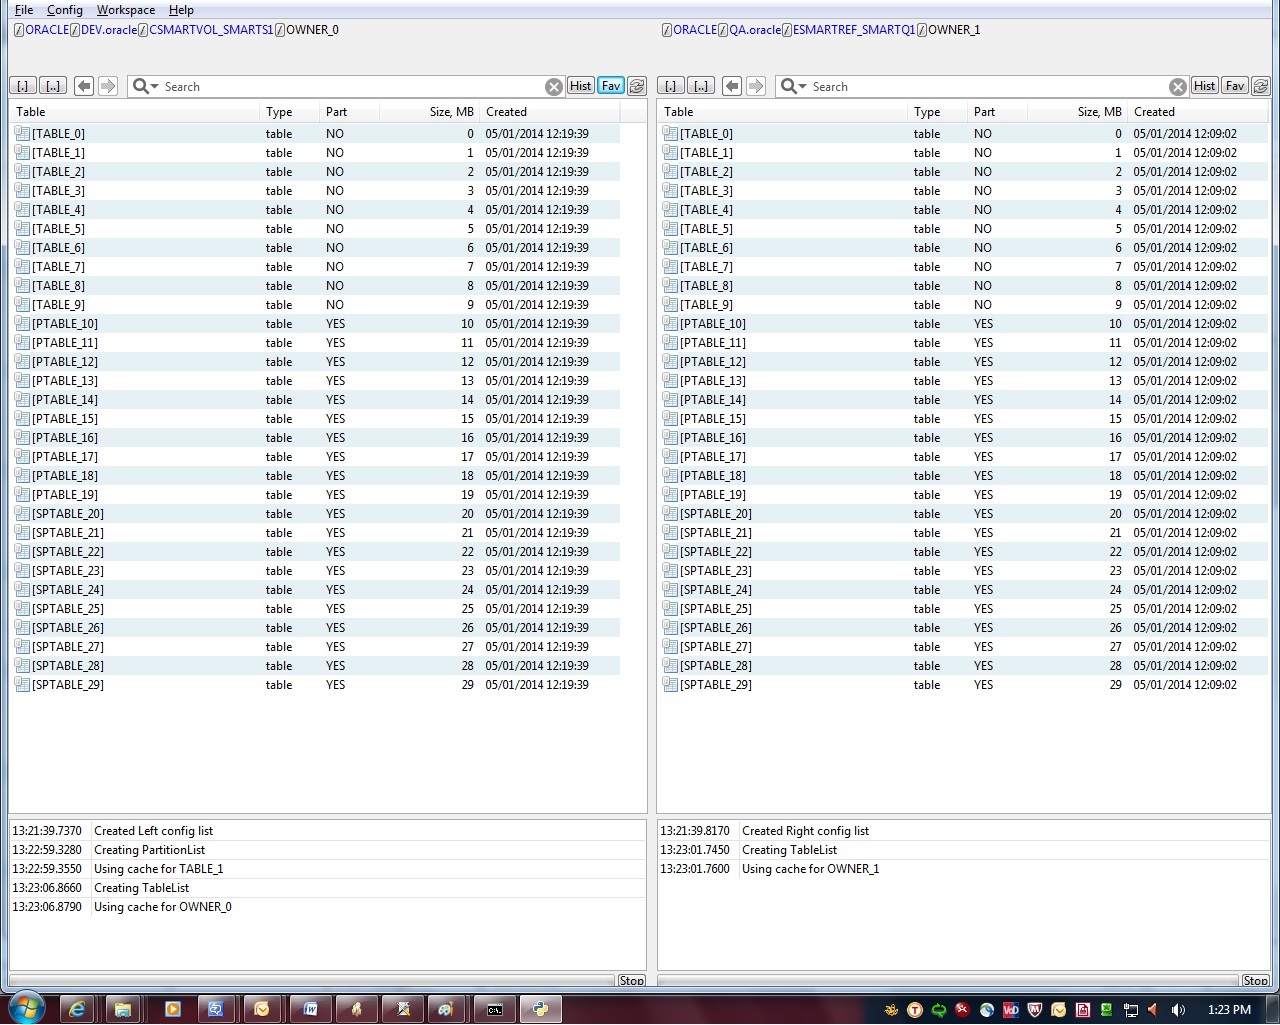 File Config Workspace Help
/ORACLE/DEV.oracle/CSMARTVOL_SMARTS1/OWNER_0
[.] [..] Search Hist Fav
Table Type Part Size, MB Created
[TABLE_0] table NO 0 05/01/2014 12:19:39
[TABLE_1] table NO 1 05/01/2014 12:19:39
[TABLE_2] table NO 2 05/01/2014 12:19:39
[TABLE_3] table NO 3 05/01/2014 12:19:39
[TABLE_4] table NO 4 05/01/2014 12:19:39
[TABLE_5] table NO 5 05/01/2014 12:19:39
[TABLE_6] table NO 6 05/01/2014 12:19:39
[TABLE_7] table NO 7 05/01/2014 12:19:39
[TABLE_8] table NO 8 05/01/2014 12:19:39
[TABLE_9] table NO 9 05/01/2014 12:19:39
[PTABLE_10] table YES 10 05/01/2014 12:19:39
[PTABLE_11] table YES 11 05/01/2014 12:19:39
[PTABLE_12] table YES 12 05/01/2014 12:19:39
[PTABLE_13] table YES 13 05/01/2014 12:19:39
[PTABLE_14] table YES 14 05/01/2014 12:19:39
[PTABLE_15] table YES 15 05/01/2014 12:19:39
[PTABLE_16] table YES 16 05/01/2014 12:19:39
[PTABLE_17] table YES 17 05/01/2014 12:19:39
[PTABLE_18] table YES 18 05/01/2014 12:19:39
[PTABLE_19] table YES 19 05/01/2014 12:19:39
[SPTABLE_20] table YES 20 05/01/2014 12:19:39
[SPTABLE_21] table YES 21 05/01/2014 12:19:39
[SPTABLE_22] table YES 22 05/01/2014 12:19:39
[SPTABLE_23] table YES 23 05/01/2014 12:19:39
[SPTABLE_24] table YES 24 05/01/2014 12:19:39
[SPTABLE_25] table YES 25 05/01/2014 12:19:39
[SPTABLE_26] table YES 26 05/01/2014 12:19:39
[SPTABLE_27] table YES 27 05/01/2014 12:19:39
[SPTABLE_28] table YES 28 05/01/2014 12:19:39
[SPTABLE_29] table YES 29 05/01/2014 12:19:39
13:21:39.7370 Created Left config list
13:22:59.3280 Creating PartitionList
13:22:59.3550 Using cache for TABLE_1
13:23:06.8660 Creating TableList
13:23:06.8790 Using cache for OWNER_0
Stop
/ORACLE/QA.oracle/ESMARTREF_SMARTQ1/OWNER_1
[.] [..] Search Hist Fav
Table Type Part Size, MB Created
[TABLE_0] table NO 0 05/01/2014 12:09:02
[TABLE_1] table NO 1 05/01/2014 12:09:02
[TABLE_2] table NO 2 05/01/2014 12:09:02
[TABLE_3] table NO 3 05/01/2014 12:09:02
[TABLE_4] table NO 4 05/01/2014 12:09:02
[TABLE_5] table NO 5 05/01/2014 12:09:02
[TABLE_6] table NO 6 05/01/2014 12:09:02
[TABLE_7] table NO 7 05/01/2014 12:09:02
[TABLE_8] table NO 8 05/01/2014 12:09:02
[TABLE_9] table NO 9 05/01/2014 12:09:02
[PTABLE_10] table YES 10 05/01/2014 12:09:02
[PTABLE_11] table YES 11 05/01/2014 12:09:02
[PTABLE_12] table YES 12 05/01/2014 12:09:02
[PTABLE_13] table YES 13 05/01/2014 12:09:02
[PTABLE_14] table YES 14 05/01/2014 12:09:02
[PTABLE_15] table YES 15 05/01/2014 12:09:02
[PTABLE_16] table YES 16 05/01/2014 12:09:02
[PTABLE_17] table YES 17 05/01/2014 12:09:02
[PTABLE_18] table YES 18 05/01/2014 12:09:02
[PTABLE_19] table YES 19 05/01/2014 12:09:02
[SPTABLE_20] table YES 20 05/01/2014 12:09:02
[SPTABLE_21] table YES 21 05/01/2014 12:09:02
[SPTABLE_22] table YES 22 05/01/2014 12:09:02
[SPTABLE_23] table YES 23 05/01/2014 12:09:02
[SPTABLE_24] table YES 24 05/01/2014 12:09:02
[SPTABLE_25] table YES 25 05/01/2014 12:09:02
[SPTABLE_26] table YES 26 05/01/2014 12:09:02
[SPTABLE_27] table YES 27 05/01/2014 12:09:02
[SPTABLE_28] table YES 28 05/01/2014 12:09:02
[SPTABLE_29] table YES 29 05/01/2014 12:09:02
13:21:39.8170 Created Right config list
13:23:01.7450 Creating TableList
13:23:01.7600 Using cache for OWNER_1
Stop
1:23 PM